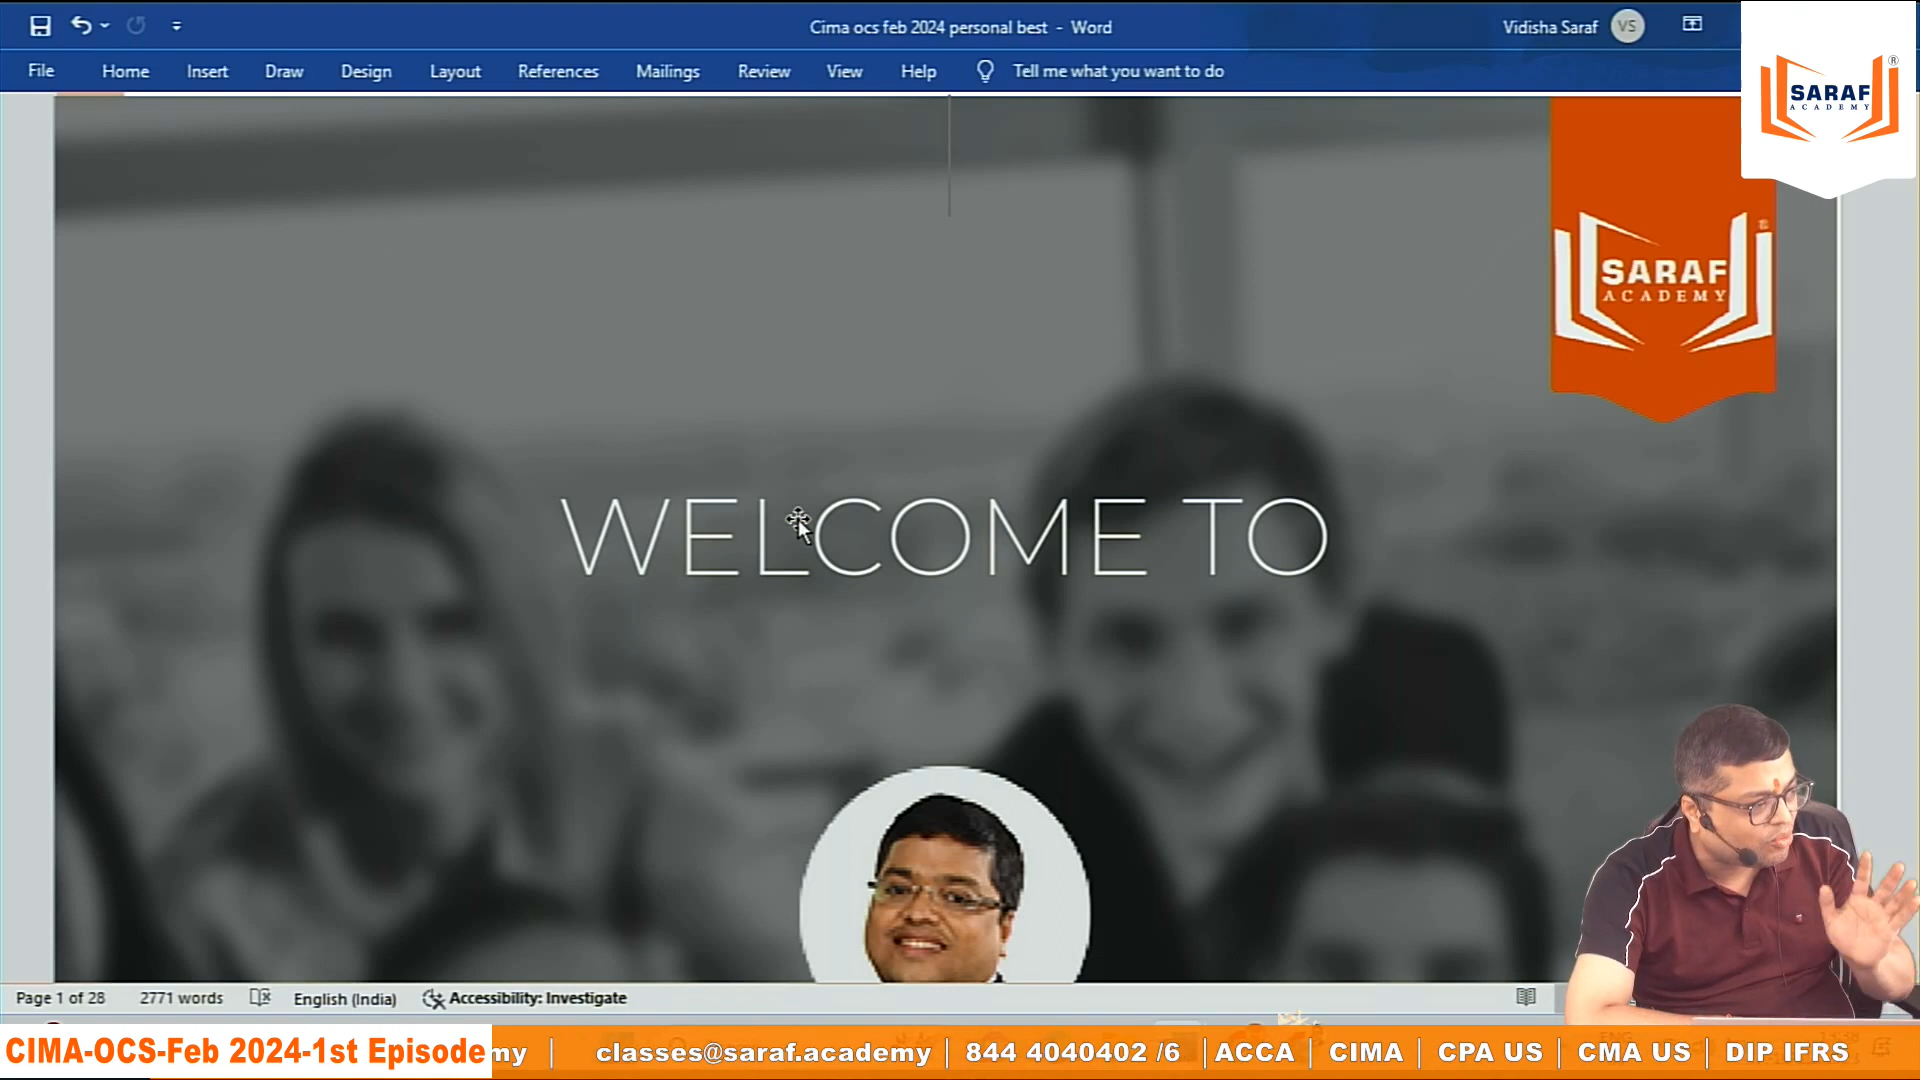 Cima ocs feb 2024 personal best - Word
Vidisha Saraf
VS
File
Home
Insert
Draw
Design
Layout
References
Mailings
Review
View
Help
Tell me what you want to do
SARAF
ACADEMY
®
SARAF
ACADEMY
WELCOME TO
Page 1 of 28
2771 words
English (India)
Accessibility: Investigate
CIMA-OCS-Feb 2024-1st Episode
my | classes@saraf.academy | 844 4040402 /6 | ACCA | CIMA | CPA US | CMA US | DIP IFRS